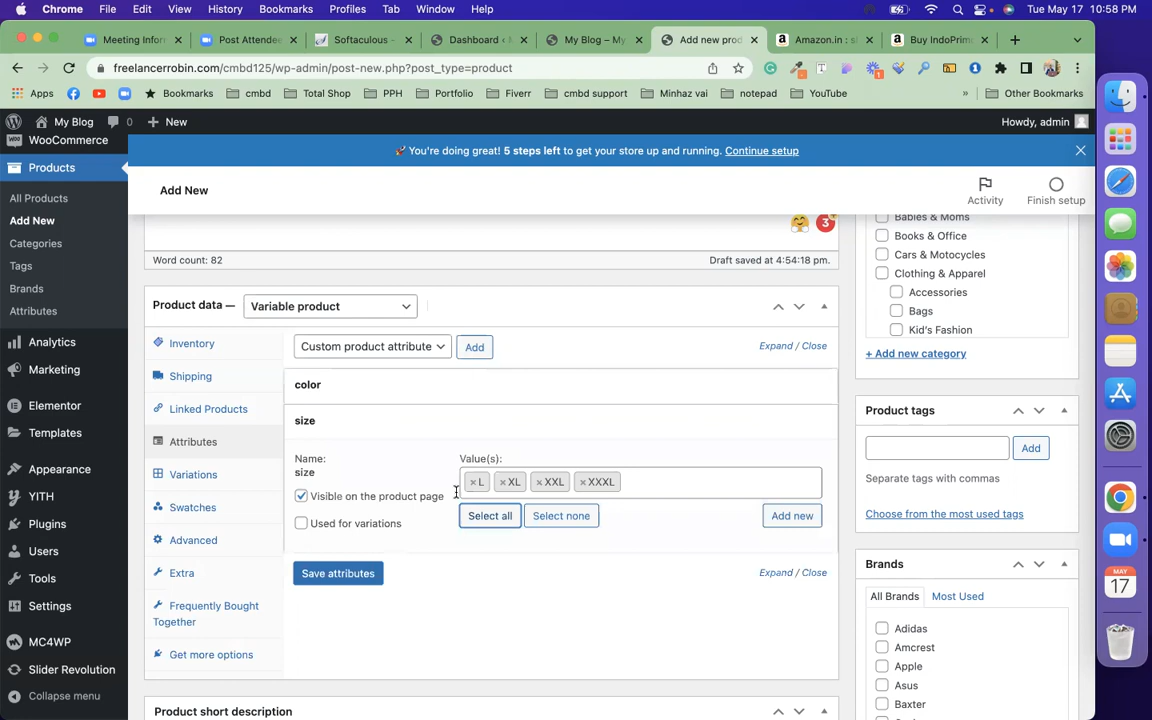 Chrome File Edit View History Bookmarks Profiles Tab Window Help Tue May 17 10:58 PM
Meeting Infor Post Attendee Softaculous - Dashboard ‹ M My Blog – My Add new prod Amazon.in : s Buy IndoPrim
freelancerrobin.com/cmbd125/wp-admin/post-new.php?post_type=product
Apps Bookmarks cmbd Total Shop PPH Portfolio Fiverr cmbd support Minhaz vai notepad YouTube » Other Bookmarks
My Blog 0 New Howdy, admin
WooCommerce
Products
All Products
Add New
Categories
Tags
Brands
Attributes
Analytics
Marketing
Elementor
Templates
Appearance
YITH
Plugins
Users
Tools
Settings
MC4WP
Slider Revolution
Collapse menu
🚀 You're doing great! 5 steps left to get your store up and running. Continue setup
Add New
Activity
Finish setup
3
Word count: 82
Draft saved at 4:54:18 pm.
Product data — Variable product
Inventory
Shipping
Linked Products
Attributes
Variations
Swatches
Advanced
Extra
Frequently Bought
Together
Get more options
Custom product attribute Add Expand / Close
color
size
Name:
size
Value(s):
×L ×XL ×XXL ×XXXL
Visible on the product page
Used for variations
Select all Select none Add new
Save attributes Expand / Close
Product short description
Babies & Moms
Books & Office
Cars & Motocycles
Clothing & Apparel
Accessories
Bags
Kid's Fashion
+ Add new category
Product tags
Add
Separate tags with commas
Choose from the most used tags
Brands
All Brands Most Used
Adidas
Amcrest
Apple
Asus
Baxter
MAY
17